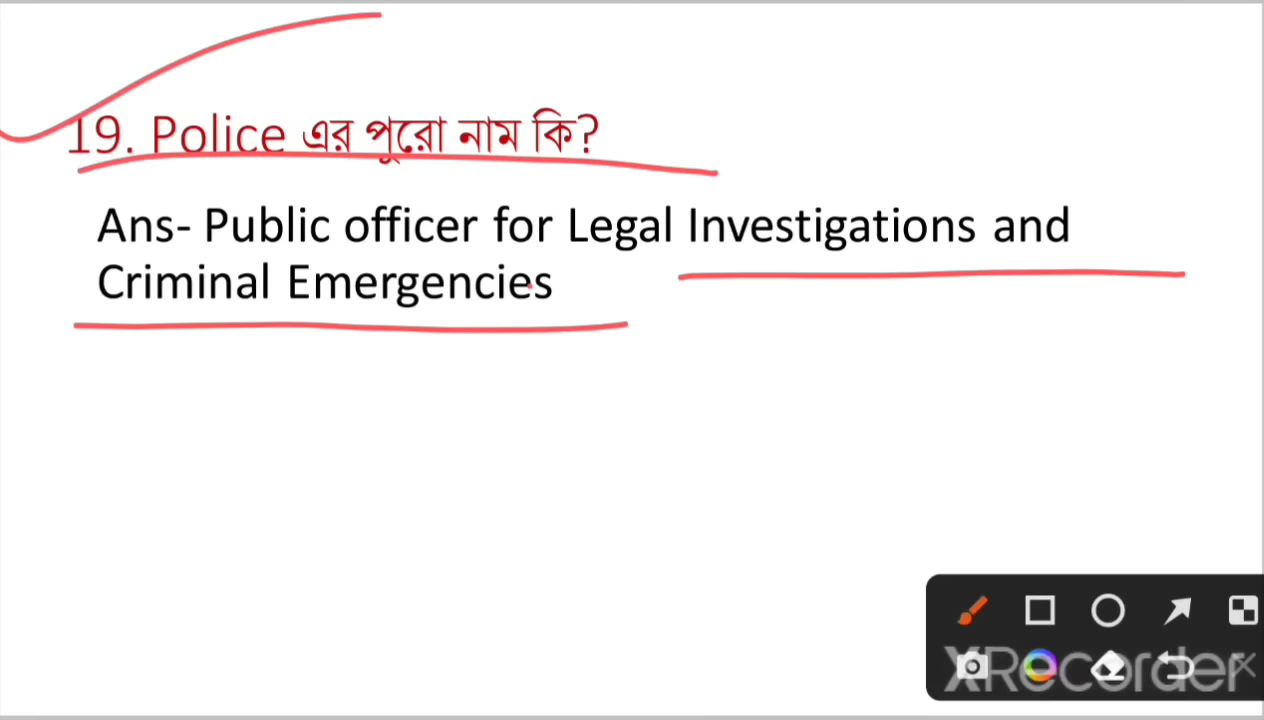 19. Police এর পুরো নাম কি?
Ans- Public officer for Legal Investigations and
Criminal Emergencies
XRecorder